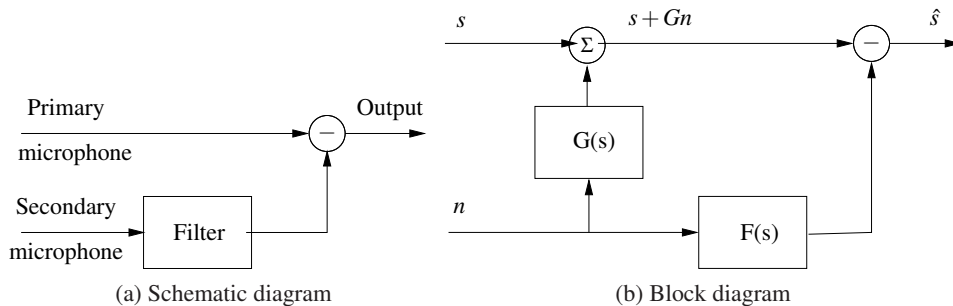 Primary
microphone
−
Output
Secondary
microphone
Filter
(a) Schematic diagram
s
Σ
s + Gn
−
ŝ
G(s)
n
F(s)
(b) Block diagram